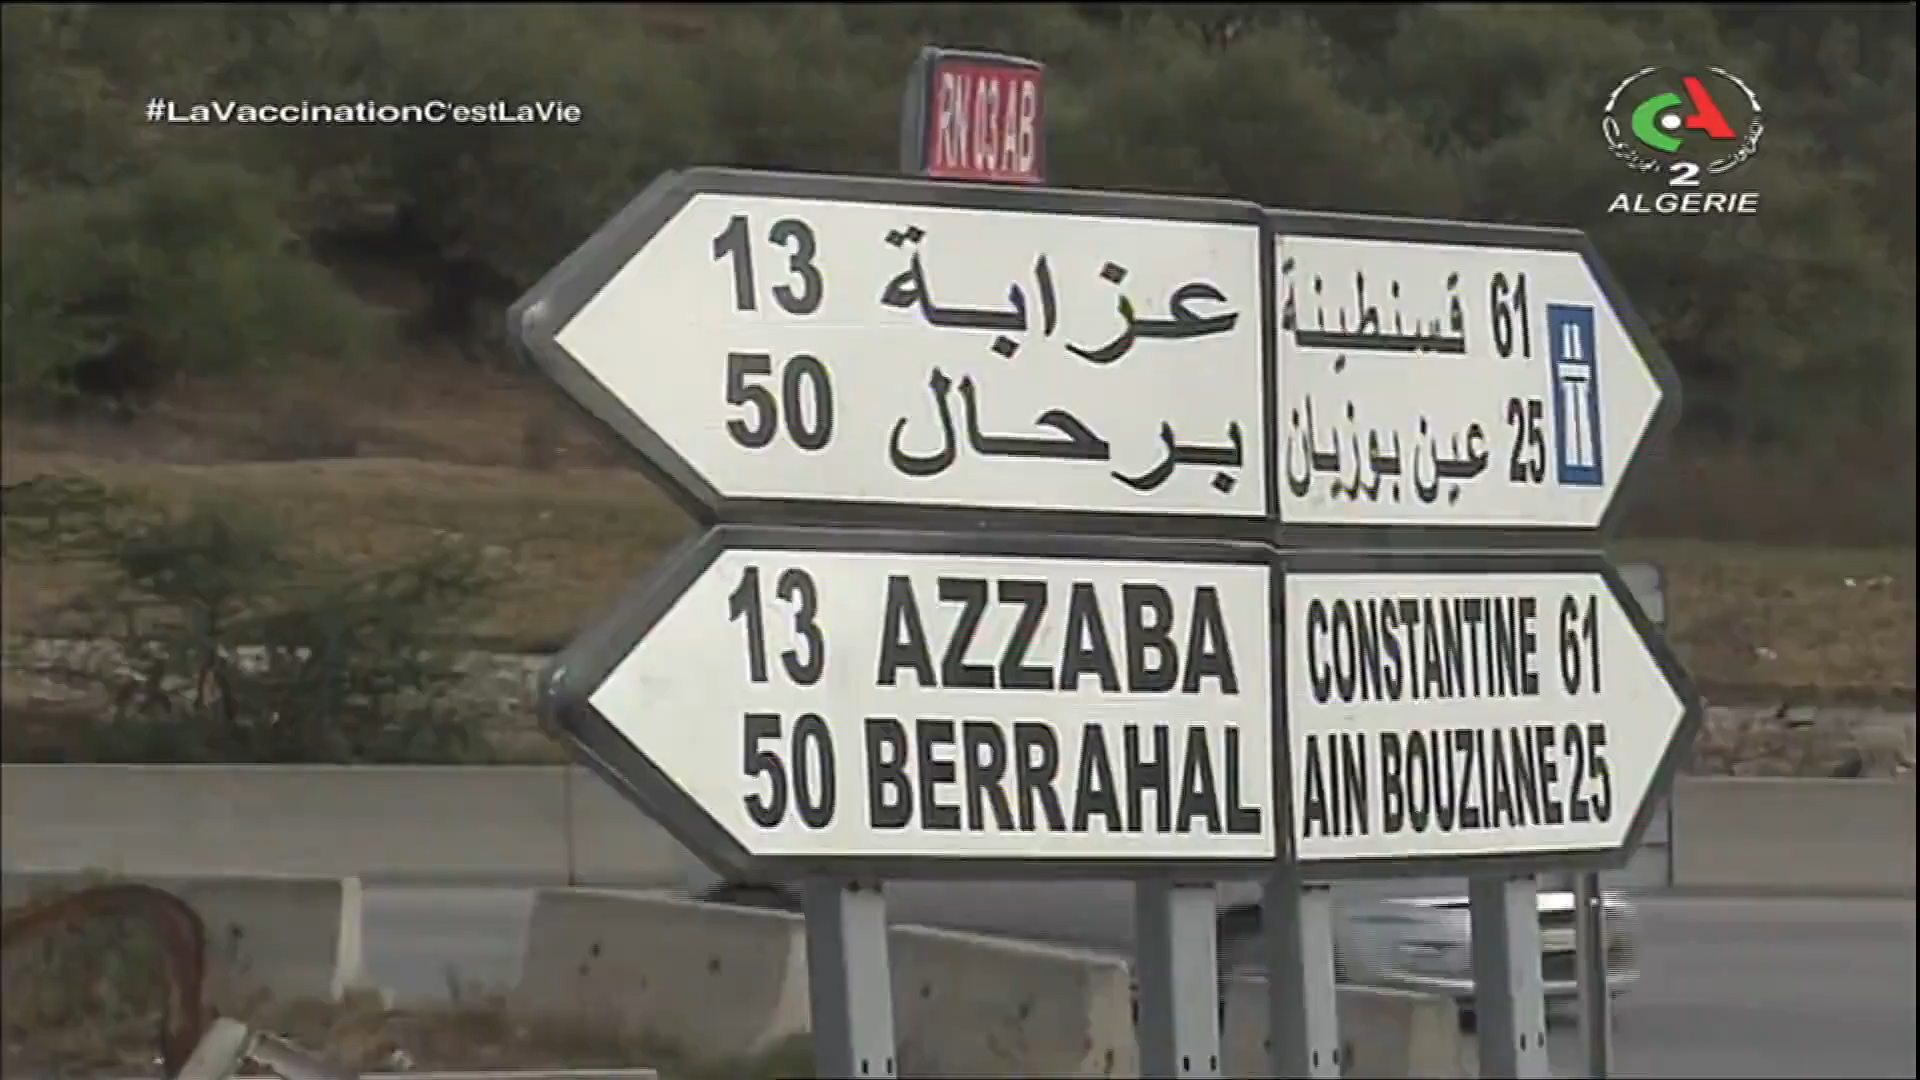 #LaVaccinationC'estLaVie
RN 03 AB
2
ALGERIE
13 عزابة
50 برحال
قسنطينة 61
عين بوزيان 25
13 AZZABA
50 BERRAHAL
CONSTANTINE 61
AIN BOUZIANE 25